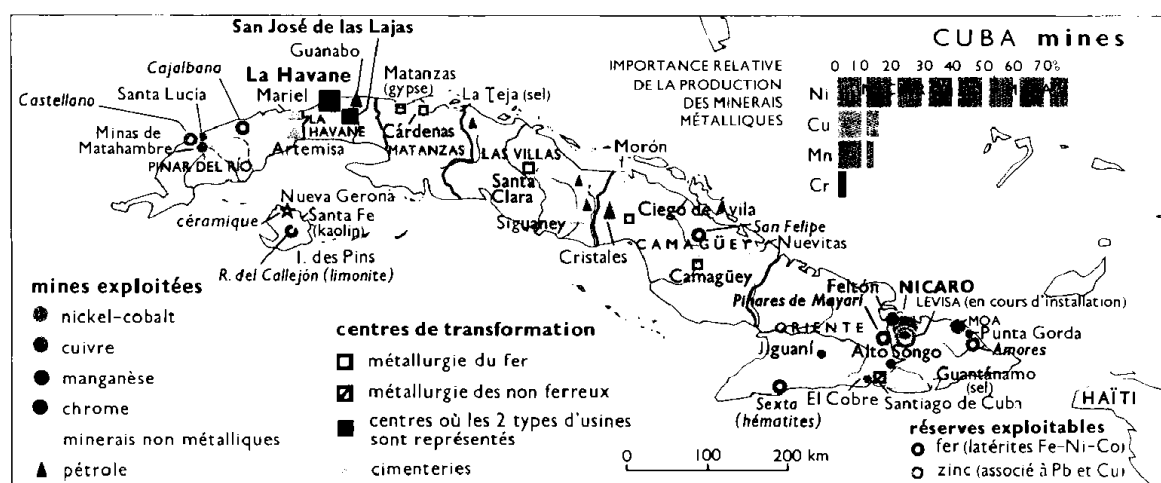 CUBA mines
IMPORTANCE RELATIVE
DE LA PRODUCTION
DES MINERAIS
MÉTALLIQUES
0 10 20 30 40 50 60 70%
Ni
Cu
Mn
Cr
San José de las Lajas
Guanabo
La Havane
Mariel
Cajalbana
Castellano
Santa Lucía
Minas de
Matahambre
PINAR DEL RÍO
Artemisa
LA
HAVANE
Matanzas
(gypse)
Cárdenas
MATANZAS
La Teja (sel)
LAS VILLAS
Santa
Clara
Siguaney
Morón
Ciego de Ávila
Cristales
San Felipe
CAMAGÜEY
Nuevitas
Camagüey
Nueva Gerona
céramique
Santa Fe
(kaolin)
I. des Pins
R. del Callejón (limonite)
Feltón
NICARO
Pinares de Mayarí
LEVISA (en cours d'installation)
MOA
Punta Gorda
ORIENTE
Jiguaní
Alto Songo
Amores
Guantánamo
(sel)
El Cobre
Santiago de Cuba
Sexta
(hématites)
HAÏTI
mines exploitées
nickel-cobalt
cuivre
manganèse
chrome
minerais non métalliques
pétrole
centres de transformation
métallurgie du fer
métallurgie des non ferreux
centres où les 2 types d'usines
sont représentés
cimenteries
0 100 200 km
réserves exploitables
fer (latérites Fe-Ni-Co)
zinc (associé à Pb et Cu)